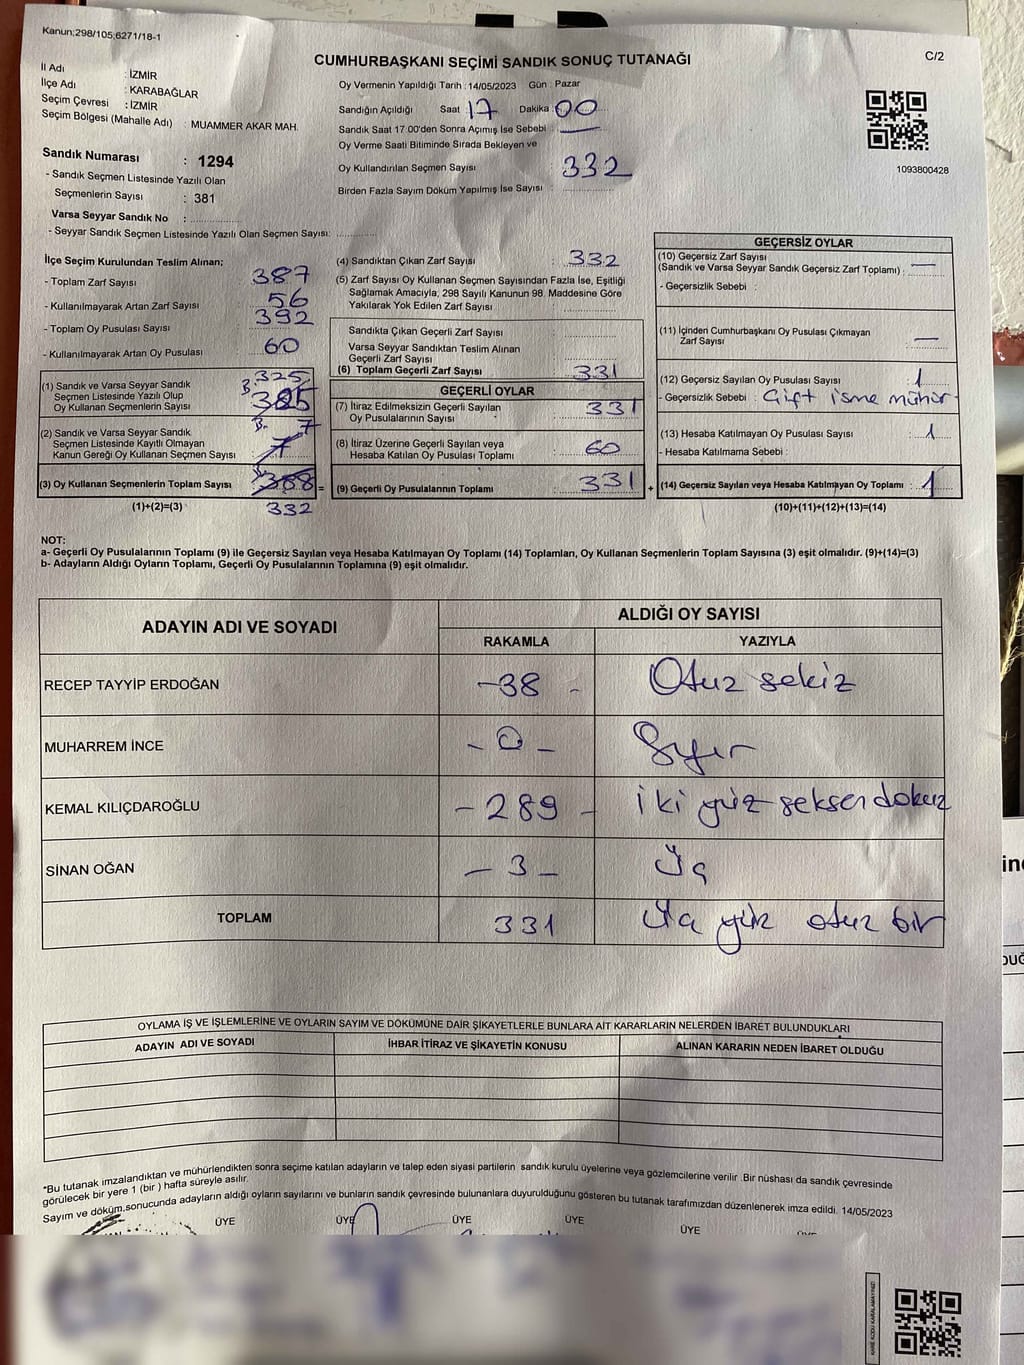 Kanun;298/105;6271/18-1
CUMHURBAŞKANI SEÇİMİ SANDIK SONUÇ TUTANAĞI
C/2
İl Adı : İZMİR
İlçe Adı : KARABAĞLAR
Seçim Çevresi : İZMİR
Seçim Bölgesi (Mahalle Adı) : MUAMMER AKAR MAH.
Sandık Numarası : 1294
- Sandık Seçmen Listesinde Yazılı Olan
Seçmenlerin Sayısı : 381
Varsa Seyyar Sandık No :
- Seyyar Sandık Seçmen Listesinde Yazılı Olan Seçmen Sayısı:
Oy Vermenin Yapıldığı Tarih : 14/05/2023 Gün : Pazar
Sandığın Açıldığı Saat : 17 Dakika : 00
Sandık Saat 17:00'den Sonra Açımış İse Sebebi : —
Oy Verme Saati Bitiminde Sırada Bekleyen ve
Oy Kullandırılan Seçmen Sayısı : 332
Birden Fazla Sayım Döküm Yapılmış İse Sayısı :
1093800428
İlçe Seçim Kurulundan Teslim Alınan;
- Toplam Zarf Sayısı : 387
- Kullanılmayarak Artan Zarf Sayısı : 56
- Toplam Oy Pusulası Sayısı : 392
- Kullanılmayarak Artan Oy Pusulası : 60
(1) Sandık ve Varsa Seyyar Sandık
Seçmen Listesinde Yazılı Olup
Oy Kullanan Seçmenlerin Sayısı
325
385
(2) Sandık ve Varsa Seyyar Sandık
Seçmen Listesinde Kayıtlı Olmayan
Kanun Gereği Oy Kullanan Seçmen Sayısı
7
7
(3) Oy Kullanan Seçmenlerin Toplam Sayısı : 388 =
(1)+(2)=(3)
332
(4) Sandıktan Çıkan Zarf Sayısı : 332
(5) Zarf Sayısı Oy Kullanan Seçmen Sayısından Fazla İse, Eşitliği
Sağlamak Amacıyla; 298 Sayılı Kanunun 98. Maddesine Göre
Yakılarak Yok Edilen Zarf Sayısı :
Sandıkta Çıkan Geçerli Zarf Sayısı :
Varsa Seyyar Sandıktan Teslim Alınan
Geçerli Zarf Sayısı :
(6) Toplam Geçerli Zarf Sayısı : 331
GEÇERLİ OYLAR
(7) İtiraz Edilmeksizin Geçerli Sayılan
Oy Pusulalarının Sayısı : 331
(8) İtiraz Üzerine Geçerli Sayılan veya
Hesaba Katılan Oy Pusulası Toplamı : 60
(9) Geçerli Oy Pusulalarının Toplamı : 331 +
GEÇERSİZ OYLAR
(10) Geçersiz Zarf Sayısı
(Sandık ve Varsa Seyyar Sandık Geçersiz Zarf Toplamı) : —
- Geçersizlik Sebebi :
(11) İçinden Cumhurbaşkanı Oy Pusulası Çıkmayan
Zarf Sayısı : —
(12) Geçersiz Sayılan Oy Pusulası Sayısı : 1
- Geçersizlik Sebebi : Çift isme mühür
(13) Hesaba Katılmayan Oy Pusulası Sayısı : 1
- Hesaba Katılmama Sebebi :
(14) Geçersiz Sayılan veya Hesaba Katılmayan Oy Toplamı : 1
(10)+(11)+(12)+(13)=(14)
NOT:
a- Geçerli Oy Pusulalarının Toplamı (9) ile Geçersiz Sayılan veya Hesaba Katılmayan Oy Toplamı (14) Toplamları, Oy Kullanan Seçmenlerin Toplam Sayısına (3) eşit olmalıdır. (9)+(14)=(3)
b- Adayların Aldığı Oyların Toplamı, Geçerli Oy Pusulalarının Toplamına (9) eşit olmalıdır.
ADAYIN ADI VE SOYADI ALDIĞI OY SAYISI
RAKAMLA YAZIYLA
RECEP TAYYİP ERDOĞAN -38- Otuz sekiz
MUHARREM İNCE -0- Sıfır
KEMAL KILIÇDAROĞLU -289- iki yüz seksen dokuz
SİNAN OĞAN -3- Üç
TOPLAM 331 Üç yüz otuz bir
OYLAMA İŞ VE İŞLEMLERİNE VE OYLARIN SAYIM VE DÖKÜMÜNE DAİR ŞİKAYETLERLE BUNLARA AİT KARARLARIN NELERDEN İBARET BULUNDUKLARI
ADAYIN ADI VE SOYADI İHBAR İTİRAZ VE ŞİKAYETİN KONUSU ALINAN KARARIN NEDEN İBARET OLDUĞU
*Bu tutanak imzalandıktan ve mühürlendikten sonra seçime katılan adayların ve talep eden siyasi partilerin sandık kurulu üyelerine veya gözlemcilerine verilir. Bir nüshası da sandık çevresinde
görülecek bir yere 1 (bir ) hafta süreyle asılır.
Sayım ve döküm sonucunda adayların aldığı oyların sayılarını ve bunların sandık çevresinde bulunanlara duyurulduğunu gösteren bu tutanak tarafımızdan düzenlenerek imza edildi. 14/05/2023
ÜYE ÜYE ÜYE ÜYE ÜYE